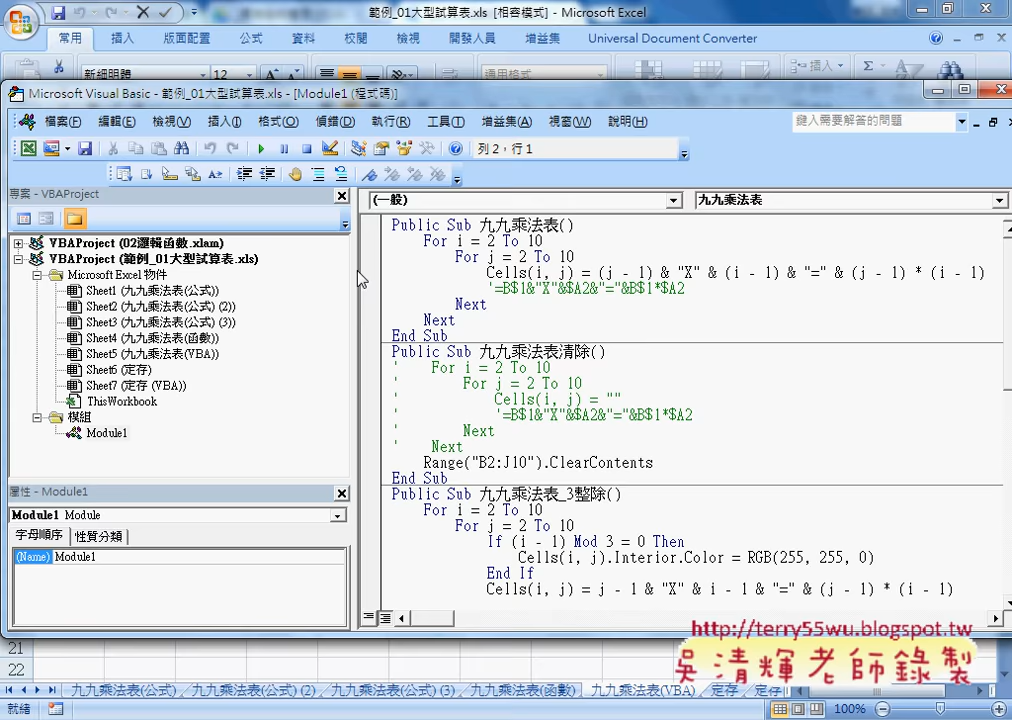 範例_01大型試算表.xls [相容模式] - Microsoft Excel
常用 插入 版面配置 公式 資料 校閱 檢視 開發人員 增益集 Universal Document Converter
新細明體 12 通用格式 插入
Microsoft Visual Basic - 範例_01大型試算表.xls - [Module1 (程式碼)]
檔案(F) 編輯(E) 檢視(V) 插入(I) 格式(O) 偵錯(D) 執行(R) 工具(T) 增益集(A) 視窗(W) 說明(H) 鍵入需要解答的問題
列 2，行 1
專案 - VBAProject
(一般) 九九乘法表
VBAProject (02邏輯函數.xlam)
VBAProject (範例_01大型試算表.xls)
Microsoft Excel 物件
Sheet1 (九九乘法表(公式))
Sheet2 (九九乘法表(公式) (2))
Sheet3 (九九乘法表(公式) (3))
Sheet4 (九九乘法表(函數))
Sheet5 (九九乘法表(VBA))
Sheet6 (定存)
Sheet7 (定存 (VBA))
ThisWorkbook
模組
Module1
屬性 - Module1
Module1 Module
字母順序 性質分類
(Name) Module1
Public Sub 九九乘法表()
For i = 2 To 10
For j = 2 To 10
Cells(i, j) = (j - 1) & "X" & (i - 1) & "=" & (j - 1) * (i - 1)
'=B$1&"X"&$A2&"="&B$1*$A2
Next
Next
End Sub
Public Sub 九九乘法表清除()
' For i = 2 To 10
' For j = 2 To 10
' Cells(i, j) = ""
' '=B$1&"X"&$A2&"="&B$1*$A2
' Next
' Next
Range("B2:J10").ClearContents
End Sub
Public Sub 九九乘法表_3整除()
For i = 2 To 10
For j = 2 To 10
If (i - 1) Mod 3 = 0 Then
Cells(i, j).Interior.Color = RGB(255, 255, 0)
End If
Cells(i, j) = j - 1 & "X" & i - 1 & "=" & (j - 1) * (i - 1)
http://terry55wu.blogspot.tw
吳清輝老師錄製
21
22
九九乘法表(公式) 九九乘法表(公式) (2) 九九乘法表(公式) (3) 九九乘法表(函數) 九九乘法表(VBA) 定存 定存
就緒 100%